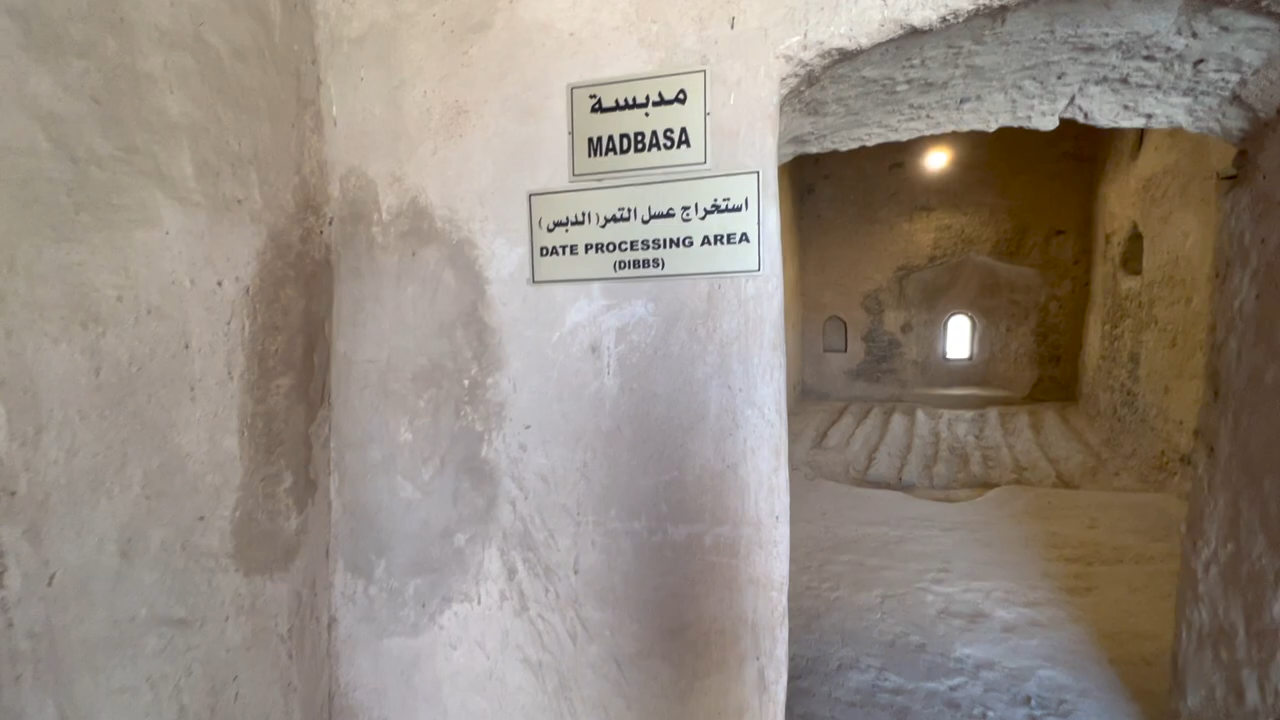 مدبسة
MADBASA
استخراج عسل التمر ( الدبس )
DATE PROCESSING AREA
(DIBBS)